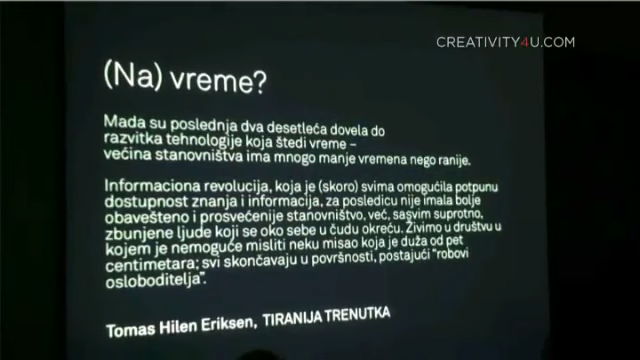 CREATIVITY4U.COM
(Na) vreme?
Mada su poslednja dva desetleća dovela do
razvitka tehnologije koja štedi vreme –
većina stanovništva ima mnogo manje vremena nego ranije.
Informaciona revolucija, koja je (skoro) svima omogućila potpunu
dostupnost znanja i informacija, za posledicu nije imala bolje
obavešteno i prosvećenije stanovništvo, već, sasvim suprotno,
zbunjene ljude koji se oko sebe u čudu okreću. Živimo u društvu u
kojem je nemoguće misliti neku misao koja je duža od pet
centimetara; svi skončavaju u površnosti, postajući "robovi
osloboditelja".
Tomas Hilen Eriksen, TIRANIJA TRENUTKA